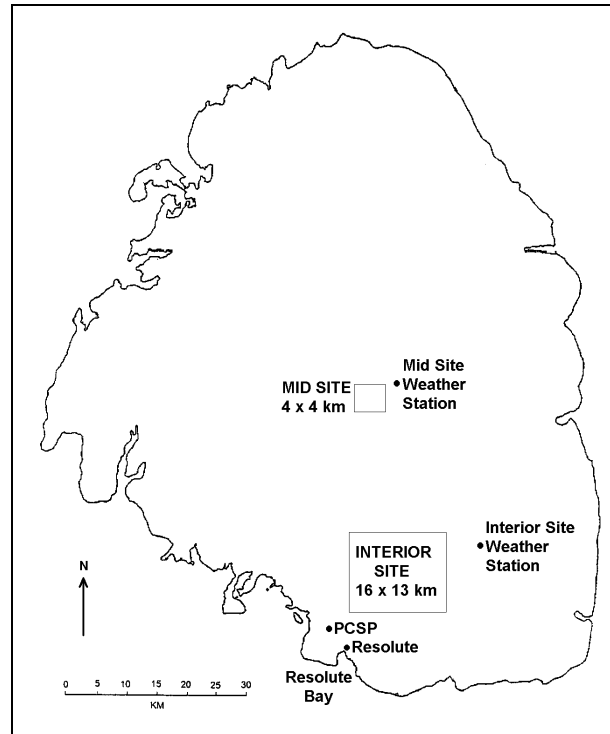 Mid Site
Weather
Station
MID SITE
4 x 4 km
Interior Site
Weather
Station
INTERIOR
SITE
16 x 13 km
N
PCSP
Resolute
Resolute
Bay
0 5 10 15 20 30
KM